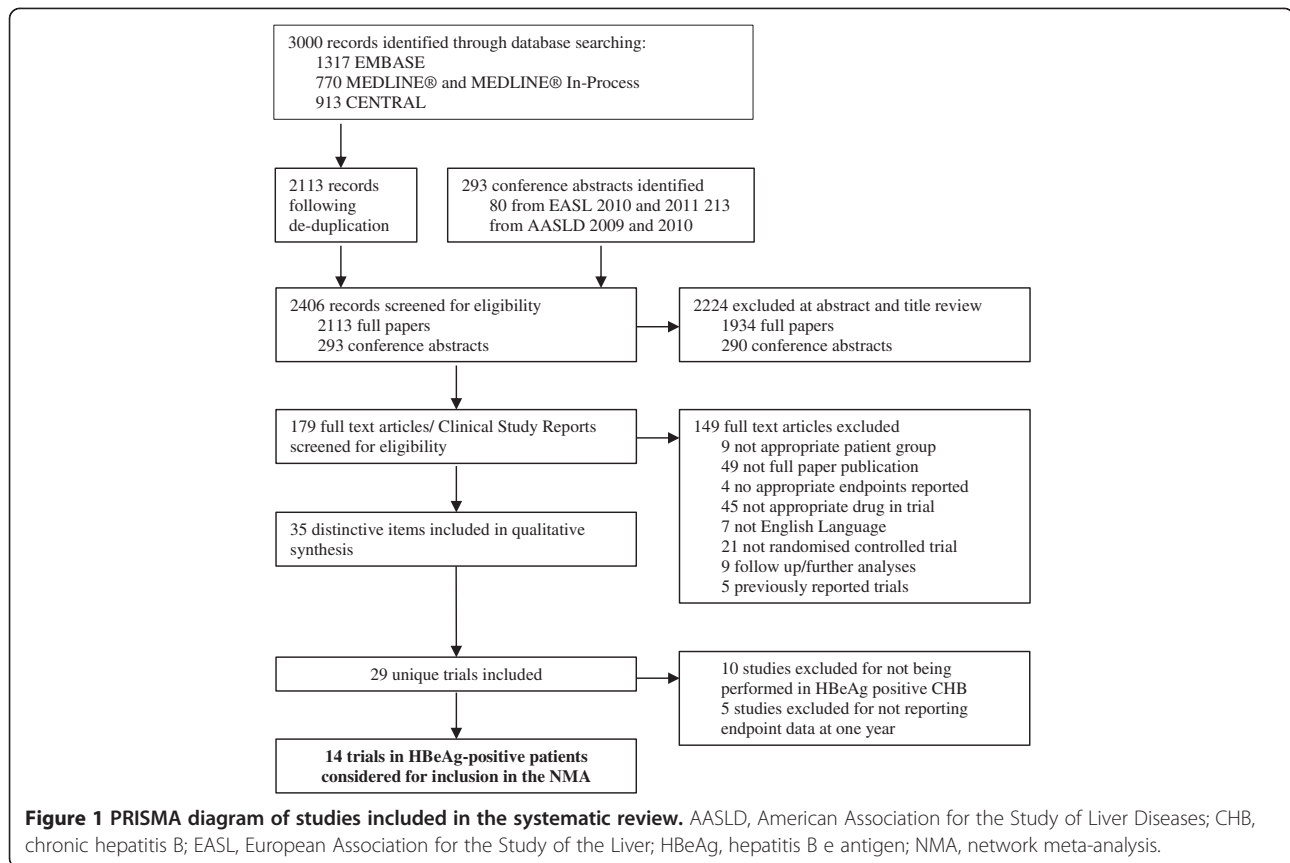 3000 records identified through database searching:
1317 EMBASE
770 MEDLINE® and MEDLINE® In-Process
913 CENTRAL
2113 records
following
de-duplication
293 conference abstracts identified
80 from EASL 2010 and 2011 213
from AASLD 2009 and 2010
2406 records screened for eligibility
2113 full papers
293 conference abstracts
2224 excluded at abstract and title review
1934 full papers
290 conference abstracts
179 full text articles/ Clinical Study Reports
screened for eligibility
149 full text articles excluded
9 not appropriate patient group
49 not full paper publication
4 no appropriate endpoints reported
45 not appropriate drug in trial
7 not English Language
21 not randomised controlled trial
9 follow up/further analyses
5 previously reported trials
35 distinctive items included in qualitative
synthesis
29 unique trials included
10 studies excluded for not being
performed in HBeAg positive CHB
5 studies excluded for not reporting
endpoint data at one year
14 trials in HBeAg-positive patients
considered for inclusion in the NMA
Figure 1 PRISMA diagram of studies included in the systematic review. AASLD, American Association for the Study of Liver Diseases; CHB,
chronic hepatitis B; EASL, European Association for the Study of the Liver; HBeAg, hepatitis B e antigen; NMA, network meta-analysis.